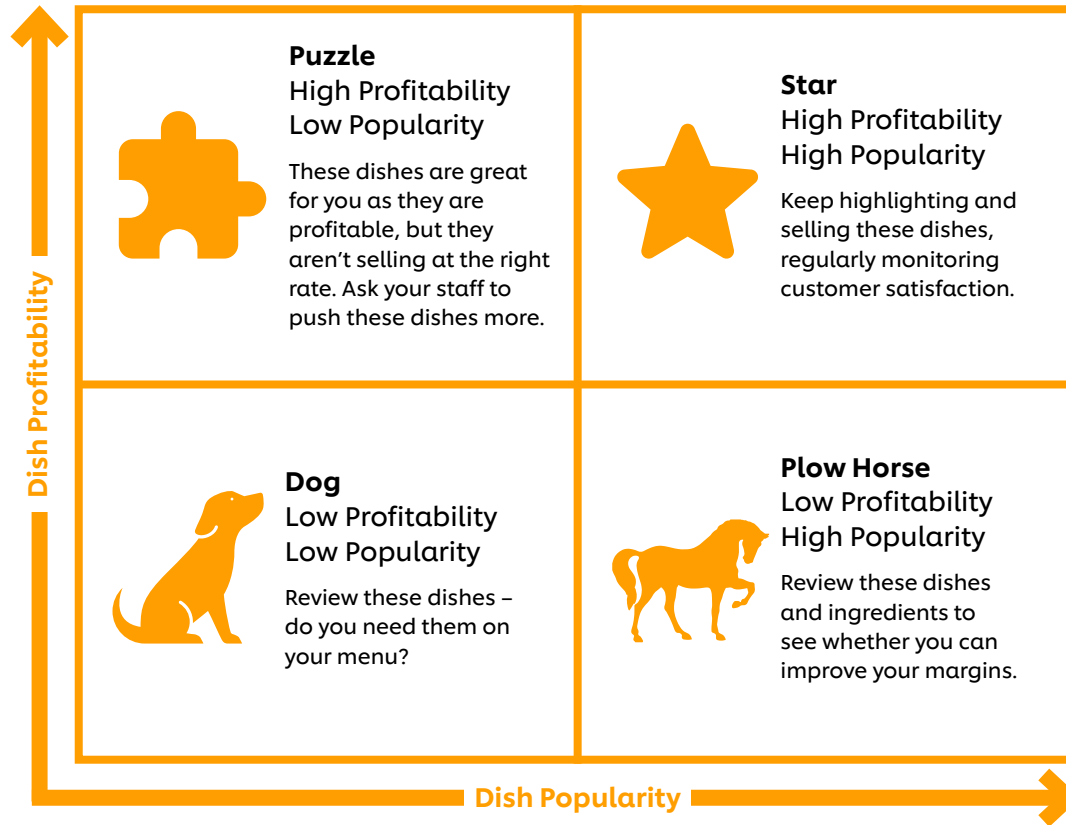 Puzzle
High Profitability
Low Popularity
These dishes are great
for you as they are
profitable, but they
aren’t selling at the right
rate. Ask your staff to
push these dishes more.
Star
High Profitability
High Popularity
Keep highlighting and
selling these dishes,
regularly monitoring
customer satisfaction.
Dish Profitability
Dog
Low Profitability
Low Popularity
Review these dishes –
do you need them on
your menu?
Plow Horse
Low Profitability
High Popularity
Review these dishes
and ingredients to
see whether you can
improve your margins.
Dish Popularity